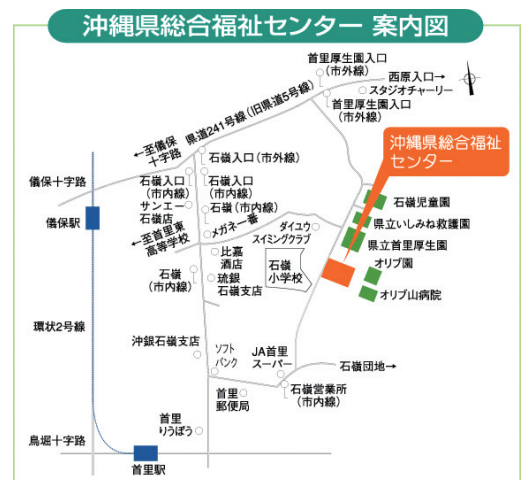 沖縄県総合福祉センター 案内図
首里厚生園入口
(市外線)
西原入口→
スタジオチャーリー
首里厚生園入口
(市外線)
←至儀保
十字路
県道241号線(旧県道5号線)
沖縄県総合福祉
センター
石嶺入口(市外線)
石嶺入口
(市内線)
石嶺入口
(市内線)
儀保十字路
サンエー
石嶺店
石嶺(市内線)
石嶺児童園
県立いしみね救護園
県立首里厚生園
儀保駅
メガネ一番
←至首里東
高等学校
ダイユウ
スイミングクラブ
比嘉
酒店
石嶺
小学校
オリブ園
オリブ山病院
石嶺
(市内線)
琉銀
石嶺支店
環状2号線
沖銀石嶺支店
ソフト
バンク
JA首里
スーパー
石嶺団地→
首里
郵便局
石嶺営業所
(市内線)
首里
りうぼう
鳥堀十字路
首里駅